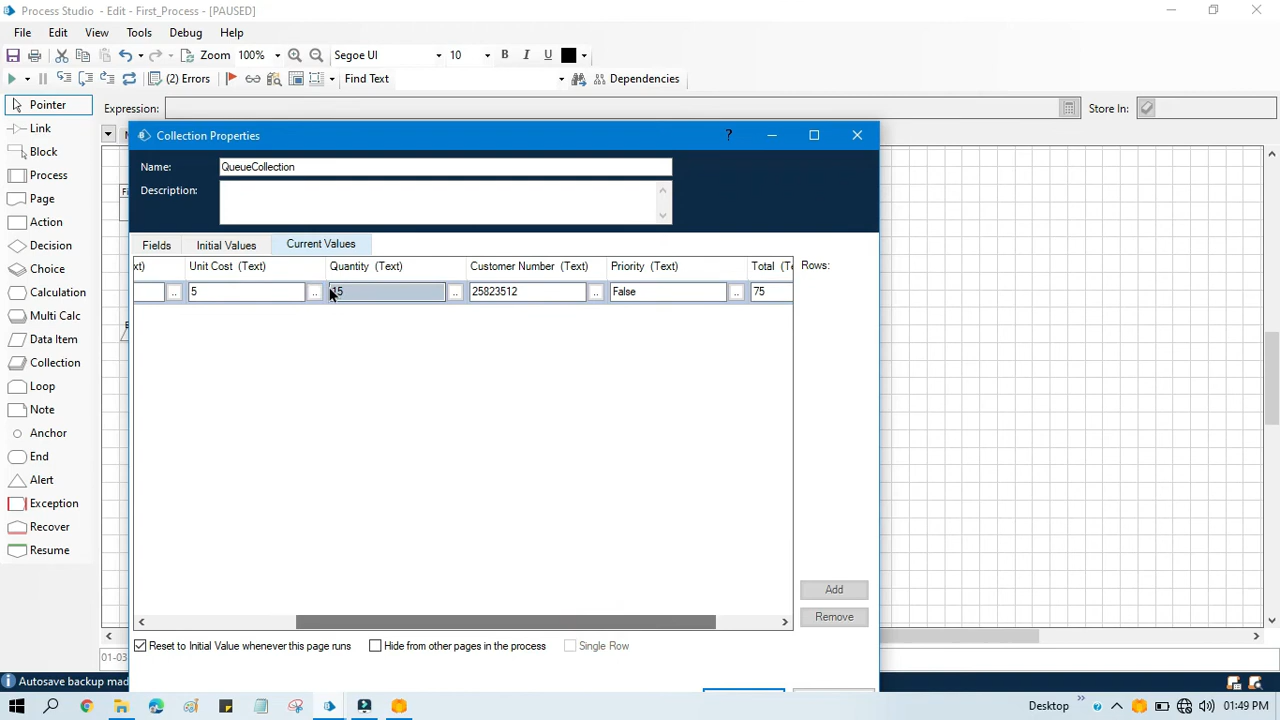 Process Studio - Edit - First_Process - [PAUSED]
File Edit View Tools Debug Help
Zoom 100% Segoe UI 10 B I U
(2) Errors Find Text Dependencies
Pointer Expression: Store In:
Link
Block
Process
Page
Action
Decision
Choice
Calculation
Multi Calc
Data Item
Collection
Loop
Note
Anchor
End
Alert
Exception
Recover
Resume
Collection Properties ?
Name: QueueCollection
Description:
Fields Initial Values Current Values
xt) Unit Cost (Text) Quantity (Text) Customer Number (Text) Priority (Text) Total (Te Rows:
.. 5 .. 15 .. 25823512 .. False .. 75
Add
Remove
Reset to Initial Value whenever this page runs Hide from other pages in the process Single Row
01-03
Autosave backup mad
Desktop 01:49 PM